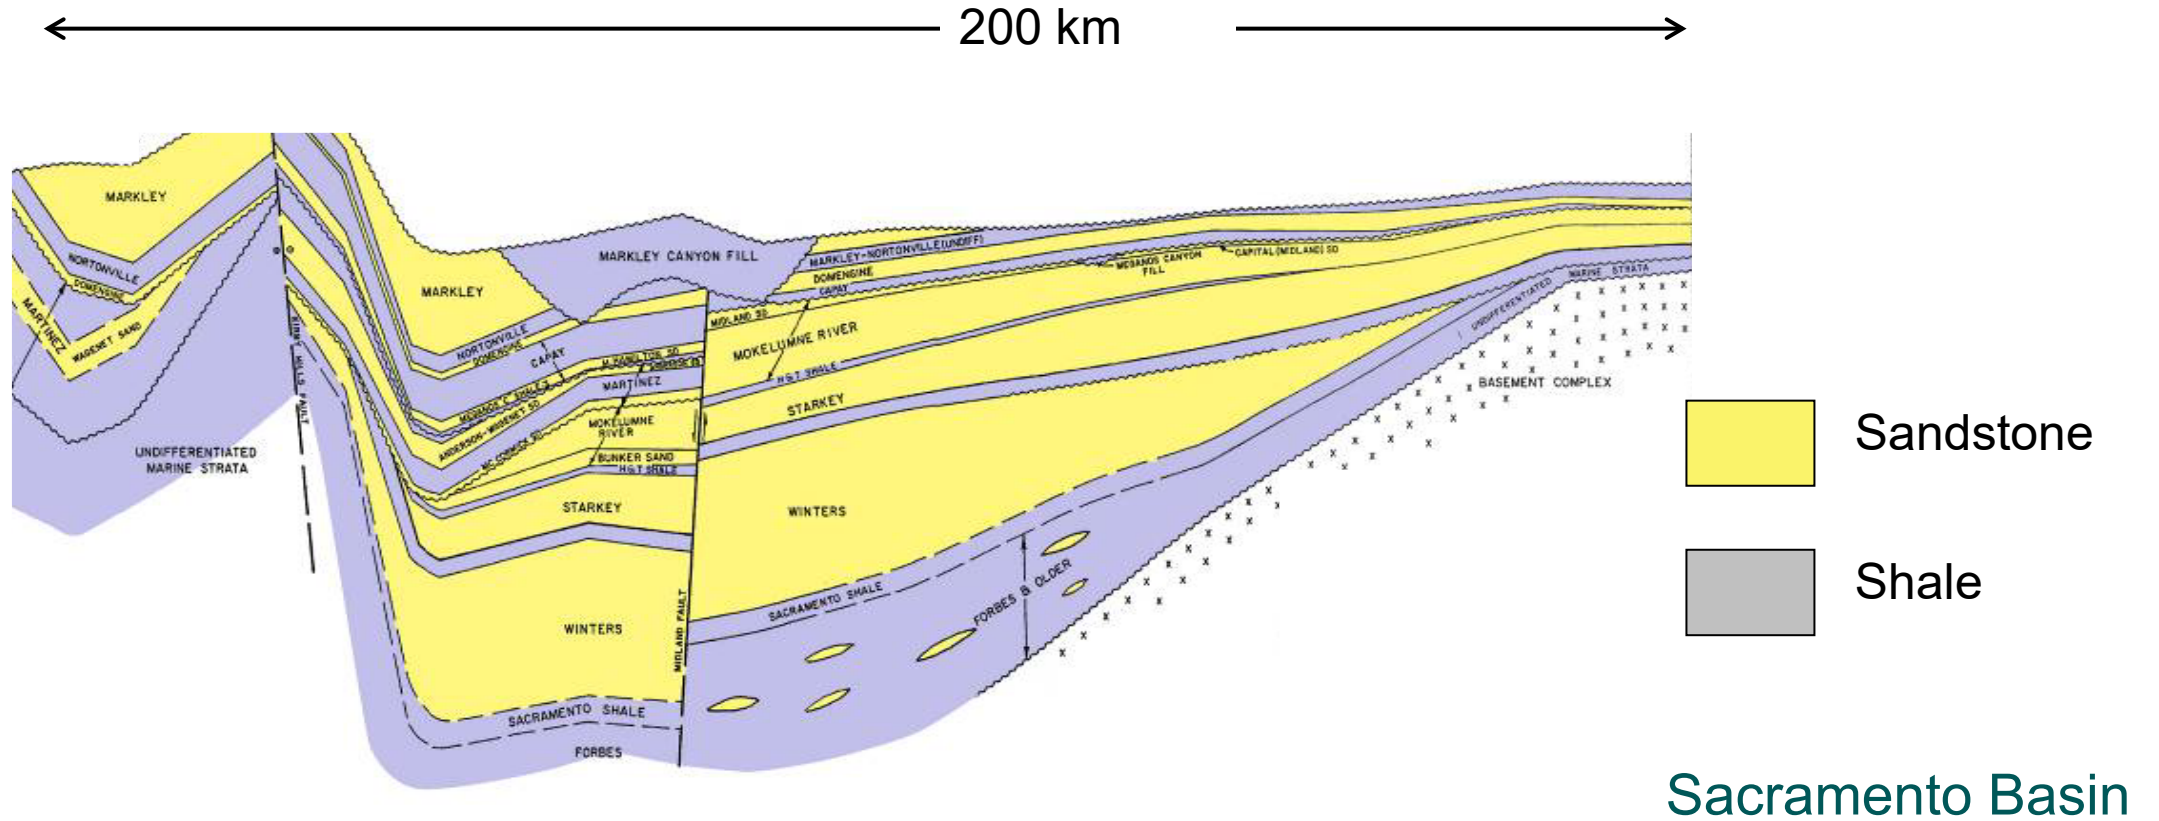 200 km
MARKLEY
NORTONVILLE
DOMENGINE
MARTINEZ
WAGENET SAND
UNDIFFERENTIATED
MARINE STRATA
KIRBY HILLS FAULT
MARKLEY
MARKLEY CANYON FILL
NORTONVILLE
DOMENGINE
CAPAY
H&T SHALE
ANDERSON-WAGENET SD
MARTINEZ
MOKELUMNE
RIVER
BUNKER SAND
H&T SHALE
STARKEY
WINTERS
SACRAMENTO SHALE
FORBES
MIDLAND FAULT
MARKLEY-NORTONVILLE (UNDIFF)
DOMENGINE
CAPAY
MIDLAND SD
MEGANOS CANYON
FILL
CAPITAL (MIDLAND) SD
MOKELUMNE RIVER
STARKEY
WINTERS
SACRAMENTO SHALE
FORBES & OLDER
UNDIFFERENTIATED
MARINE STRATA
BASEMENT COMPLEX
Sandstone
Shale
Sacramento Basin